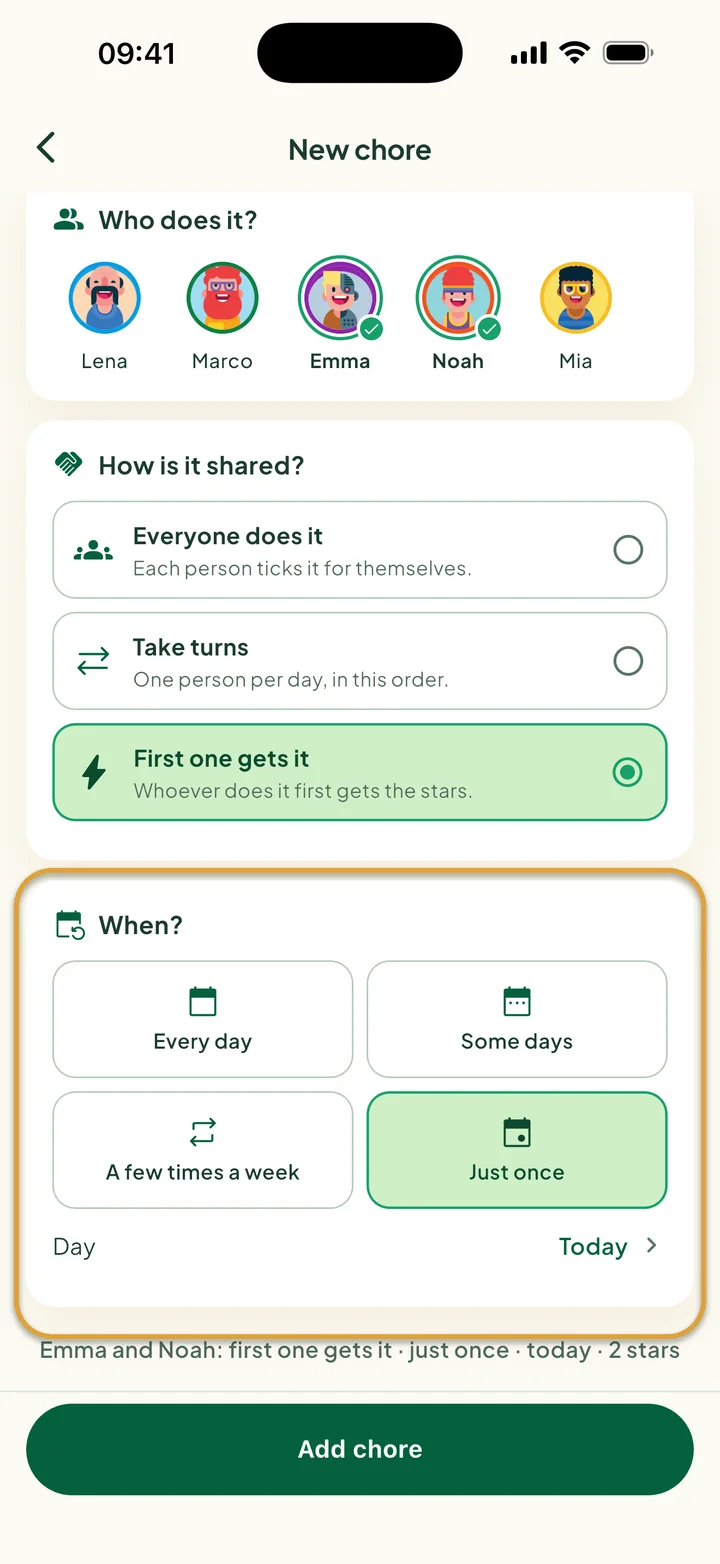 09:41
New chore
Who does it?
Lena
Marco
Emma
Noah
Mia
How is it shared?
Everyone does it
Each person ticks it for themselves.
Take turns
One person per day, in this order.
First one gets it
Whoever does it first gets the stars.
When?
Every day
Some days
A few times a week
Just once
Day
Today
Emma and Noah: first one gets it · just once · today · 2 stars
Add chore